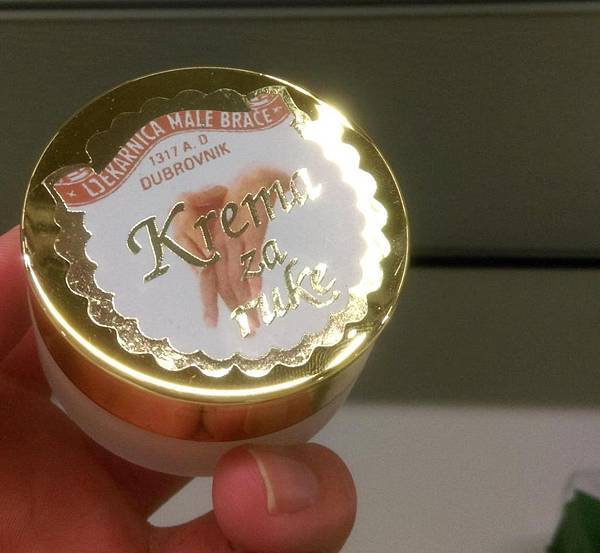 LJEKARNICA MALE BRAĆE
1317 A. D
DUBROVNIK
Krema
za
ruke